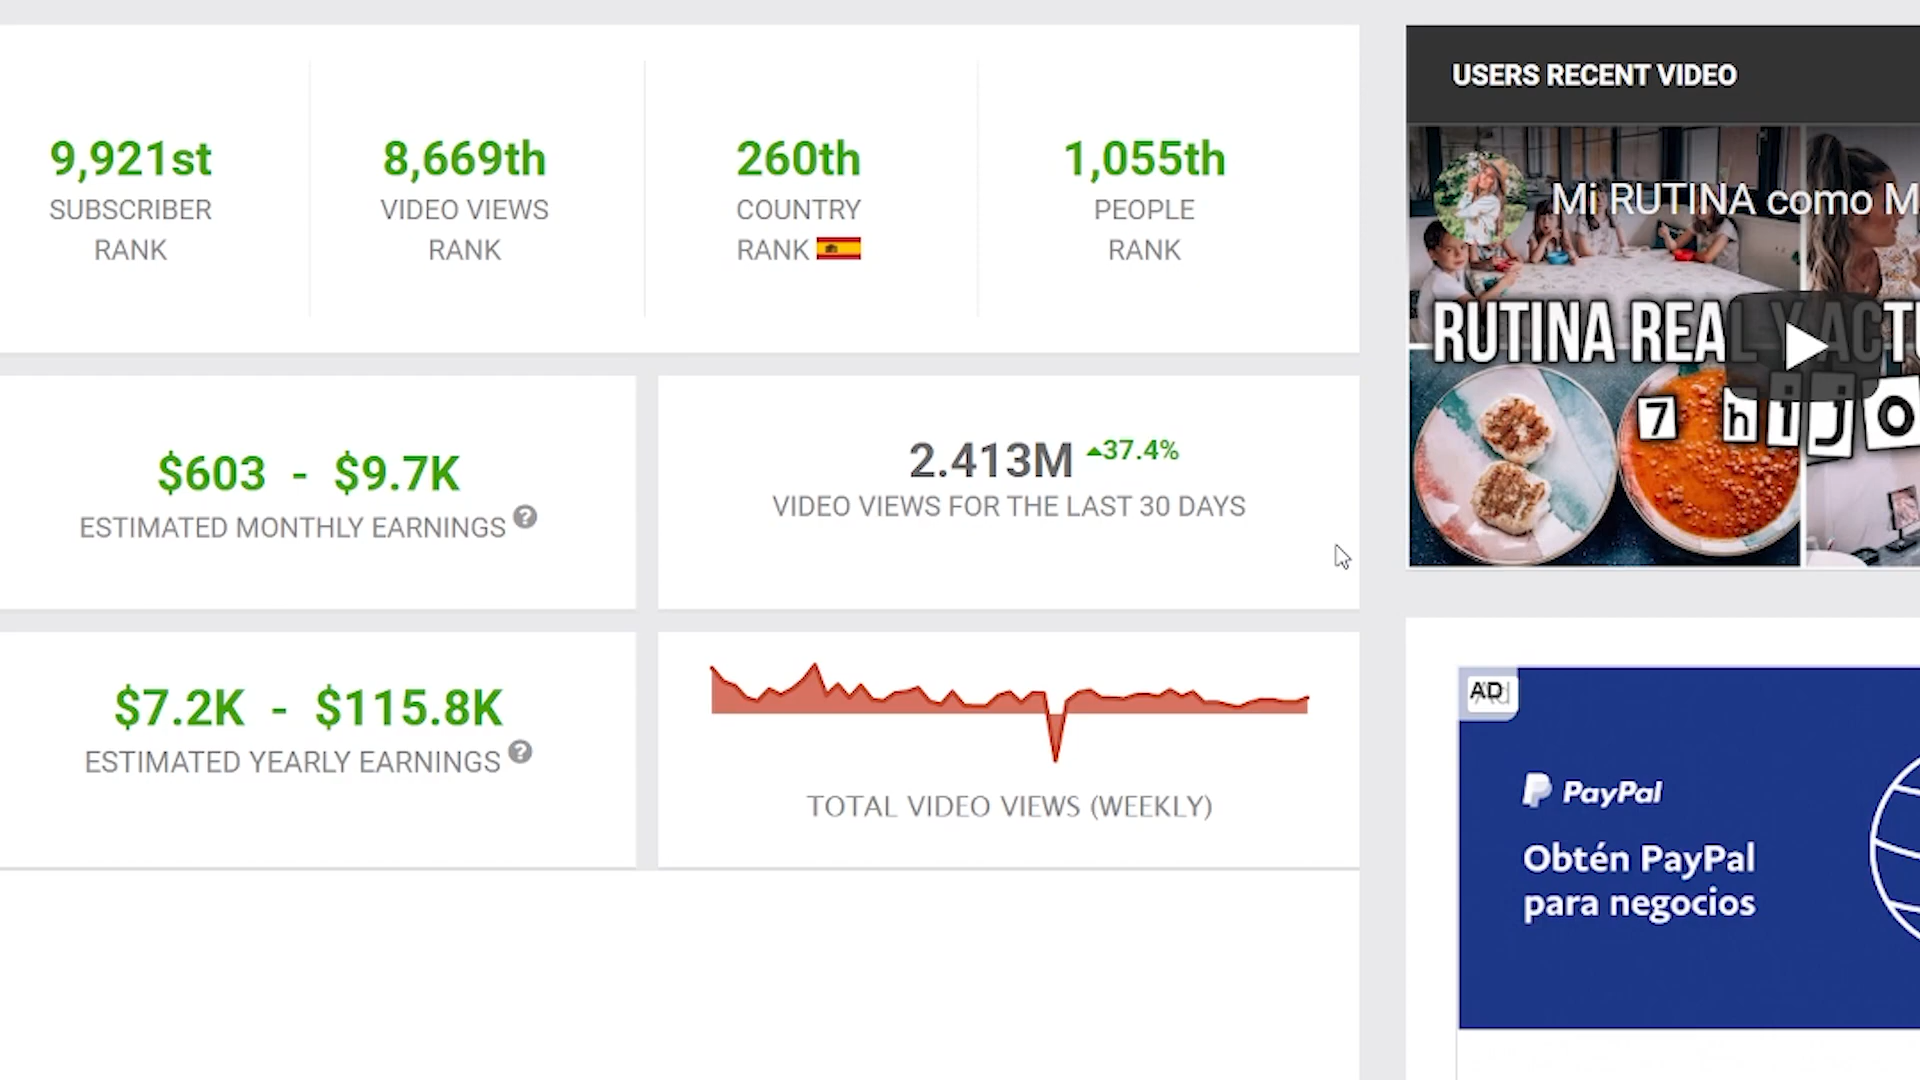 9,921st
SUBSCRIBER
RANK
8,669th
VIDEO VIEWS
RANK
260th
COUNTRY
RANK
1,055th
PEOPLE
RANK
$603 - $9.7K
ESTIMATED MONTHLY EARNINGS ?
2.413M 37.4%
VIDEO VIEWS FOR THE LAST 30 DAYS
$7.2K - $115.8K
ESTIMATED YEARLY EARNINGS ?
TOTAL VIDEO VIEWS (WEEKLY)
USERS RECENT VIDEO
Mi RUTINA como M
RUTINA REAL Y ACT
7 hijo
AD
PayPal
Obtén PayPal
para negocios